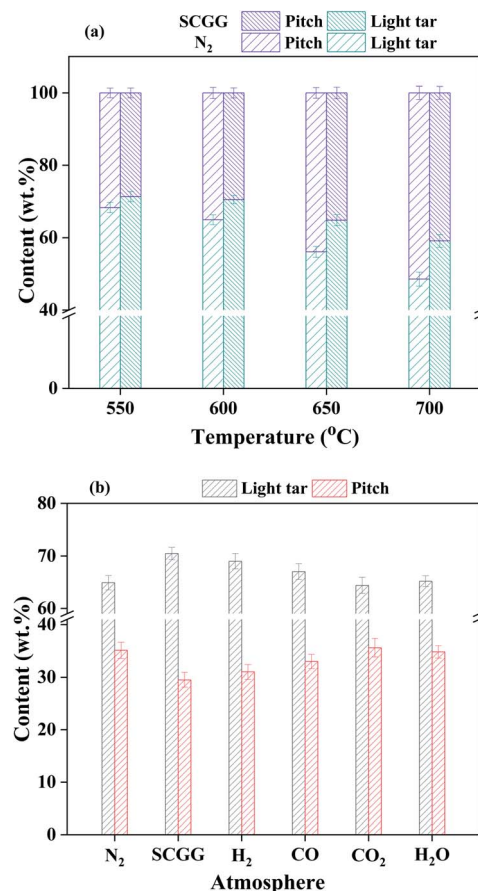 (a)
SCGG Pitch Light tar
N₂ Pitch Light tar
100
80
60
40
0
Content (wt.%)
550 600 650 700
Temperature (°C)
(b)
Light tar Pitch
80
70
60
40
30
20
10
0
Content (wt.%)
N₂ SCGG H₂ CO CO₂ H₂O
Atmosphere